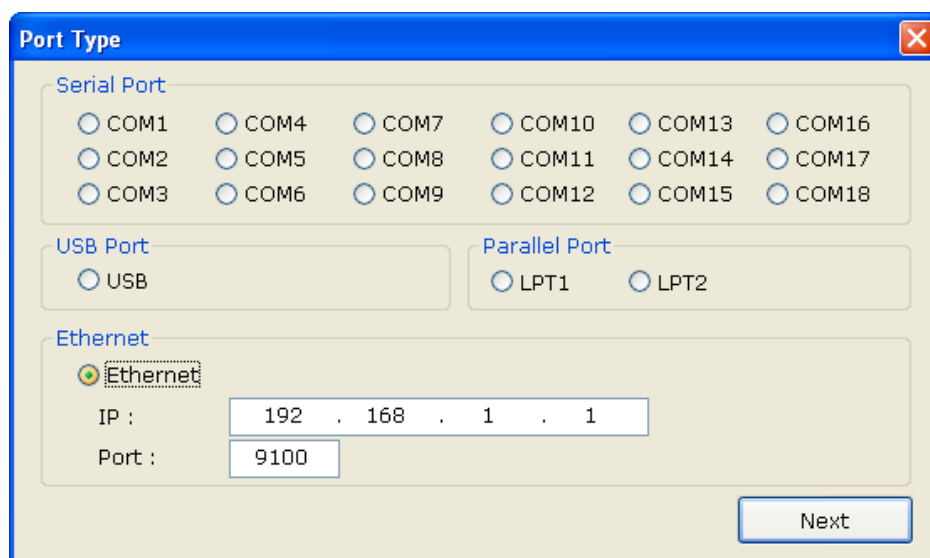 Port Type
Serial Port
COM1 COM4 COM7 COM10 COM13 COM16
COM2 COM5 COM8 COM11 COM14 COM17
COM3 COM6 COM9 COM12 COM15 COM18
USB Port
USB
Parallel Port
LPT1 LPT2
Ethernet
Ethernet
IP : 192 . 168 . 1 . 1
Port : 9100
Next